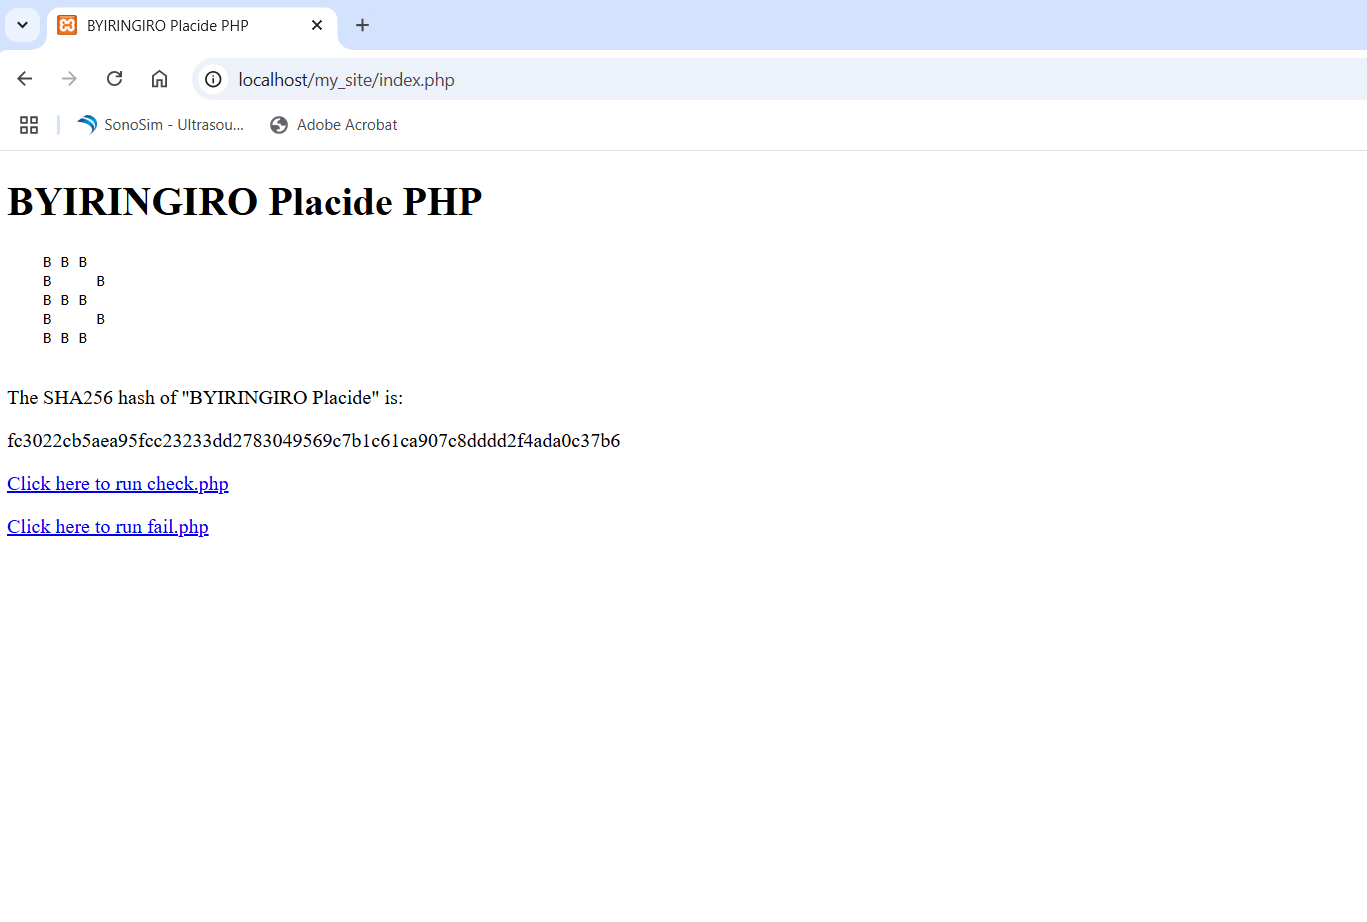 BYIRINGIRO Placide PHP
localhost/my_site/index.php
SonoSim - Ultrasou... Adobe Acrobat
BYIRINGIRO Placide PHP
B B B
B     B
B B B
B     B
B B B
The SHA256 hash of "BYIRINGIRO Placide" is:
fc3022cb5aea95fcc23233dd2783049569c7b1c61ca907c8dddd2f4ada0c37b6
Click here to run check.php
Click here to run fail.php